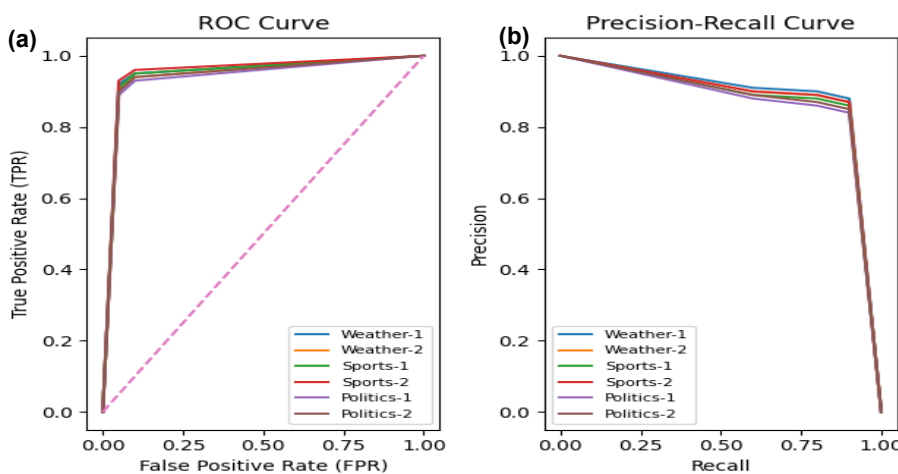 (a)
ROC Curve
True Positive Rate (TPR)
1.0
0.8
0.6
0.4
0.2
0.0
Weather-1
Weather-2
Sports-1
Sports-2
Politics-1
Politics-2
0.00 0.25 0.50 0.75 1.00
False Positive Rate (FPR)
(b)
Precision-Recall Curve
Precision
1.0
0.8
0.6
0.4
0.2
0.0
Weather-1
Weather-2
Sports-1
Sports-2
Politics-1
Politics-2
0.00 0.25 0.50 0.75 1.00
Recall